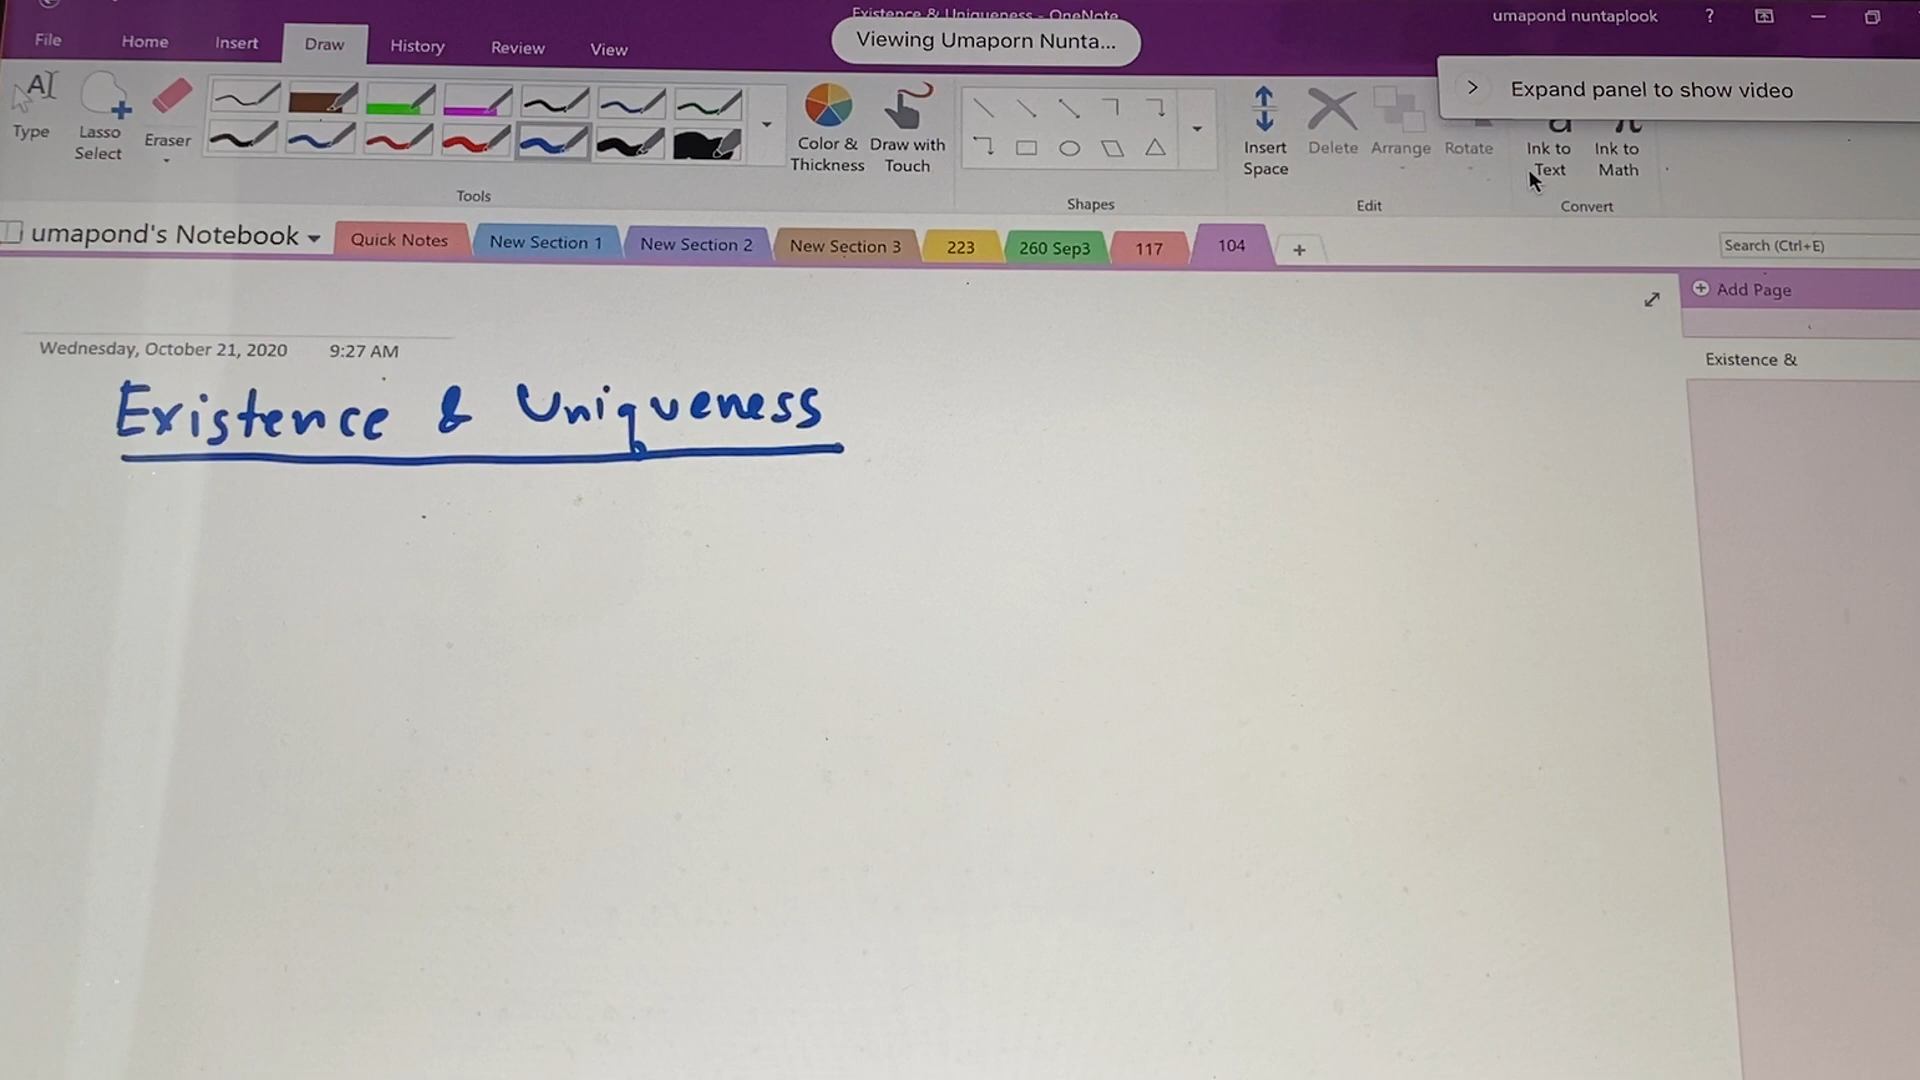 Existence & Uniqueness - OneNote
umapond nuntaplook
?
Viewing Umaporn Nunta...
File Home Insert Draw History Review View
Expand panel to show video
Type
Lasso Select
Eraser
Color & Thickness
Draw with Touch
Insert Space
Delete
Arrange
Rotate
Ink to Text
Ink to Math
Tools Shapes Edit Convert
umapond's Notebook Quick Notes New Section 1 New Section 2 New Section 3 223 260 Sep3 117 104 +
Search (Ctrl+E)
Add Page
Wednesday, October 21, 2020 9:27 AM
Existence &
Existence & Uniqueness